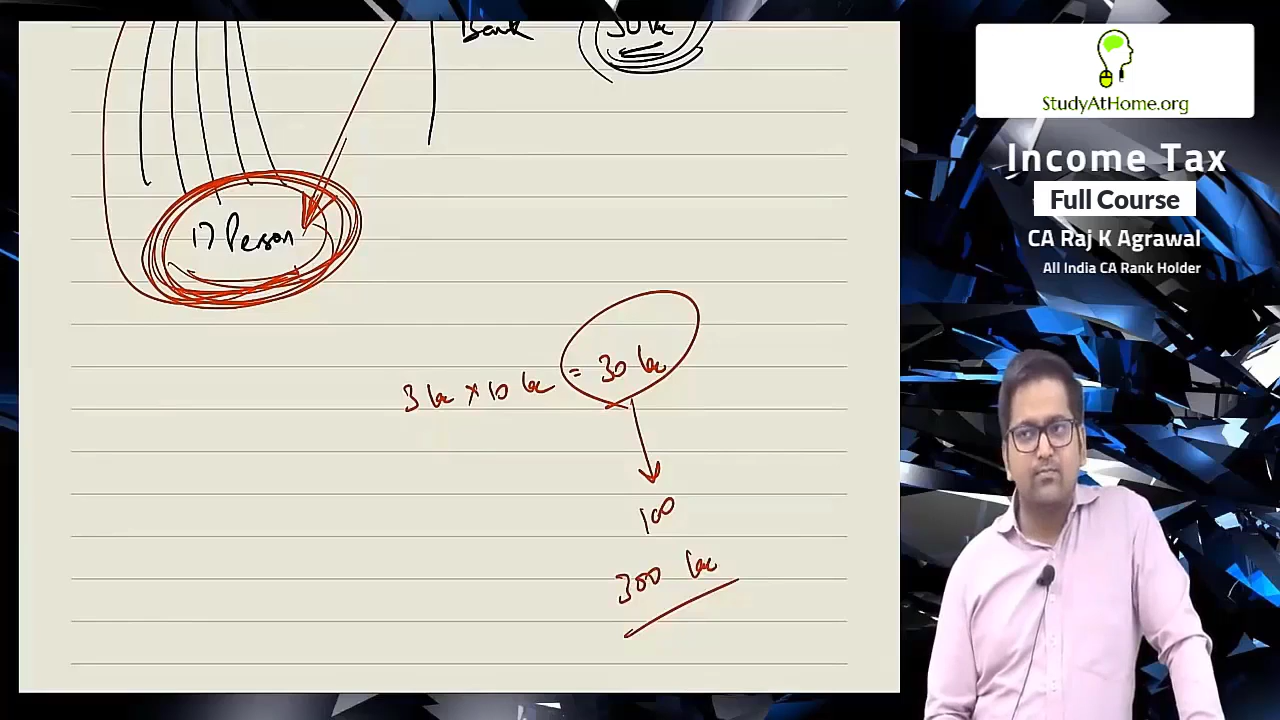 Bank
50 lac
17 Person
3 lac × 10 lac = 30 lac
100
300 lac
StudyAtHome.org
Income Tax
Full Course
CA Raj K Agrawal
All India CA Rank Holder